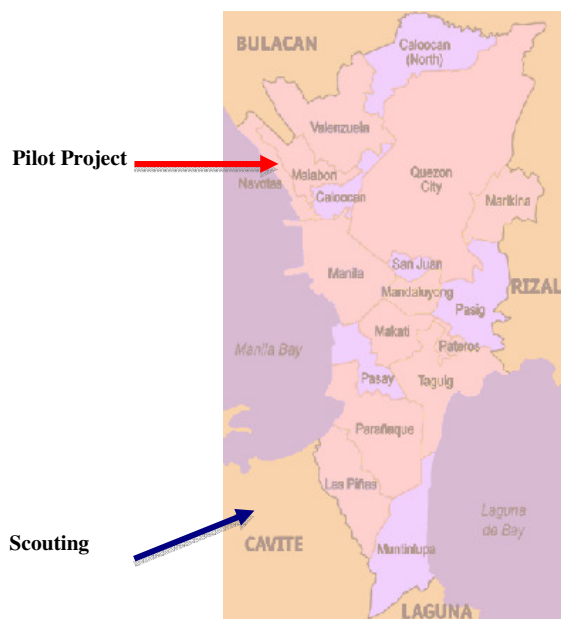 BULACAN
Caloocan
(North)
Valenzuela
Pilot Project
Navotas
Malabon
Caloocan
Quezon
City
Marikina
San Juan
Manila
Mandaluyong
RIZAL
Pasig
Makati
Manila Bay
Pateros
Pasay
Taguig
Parañaque
Las Piñas
Laguna
de Bay
Scouting
CAVITE
Muntinlupa
LAGUNA